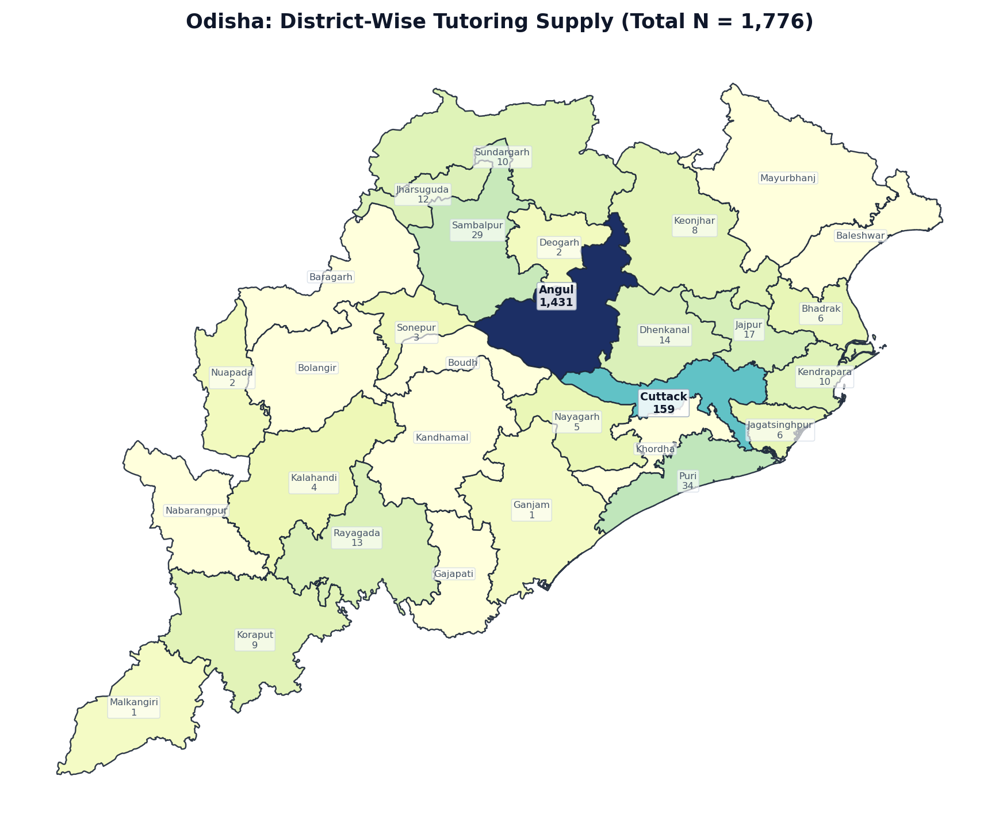 Odisha: District-Wise Tutoring Supply (Total N = 1,776)
Sundargarh
10
Mayurbhanj
Jharsuguda
12
Sambalpur
29
Keonjhar
8
Baleshwar
Deogarh
2
Baragarh
Angul
1,431
Bhadrak
6
Jajpur
17
Dhenkanal
14
Sonepur
3
Boudh
Bolangir
Nuapada
2
Kendrapara
10
Cuttack
159
Nayagarh
5
Jagatsinghpur
6
Kandhamal
Khordha
Puri
34
Kalahandi
4
Nabarangpur
Ganjam
1
Rayagada
13
Gajapati
Koraput
9
Malkangiri
1